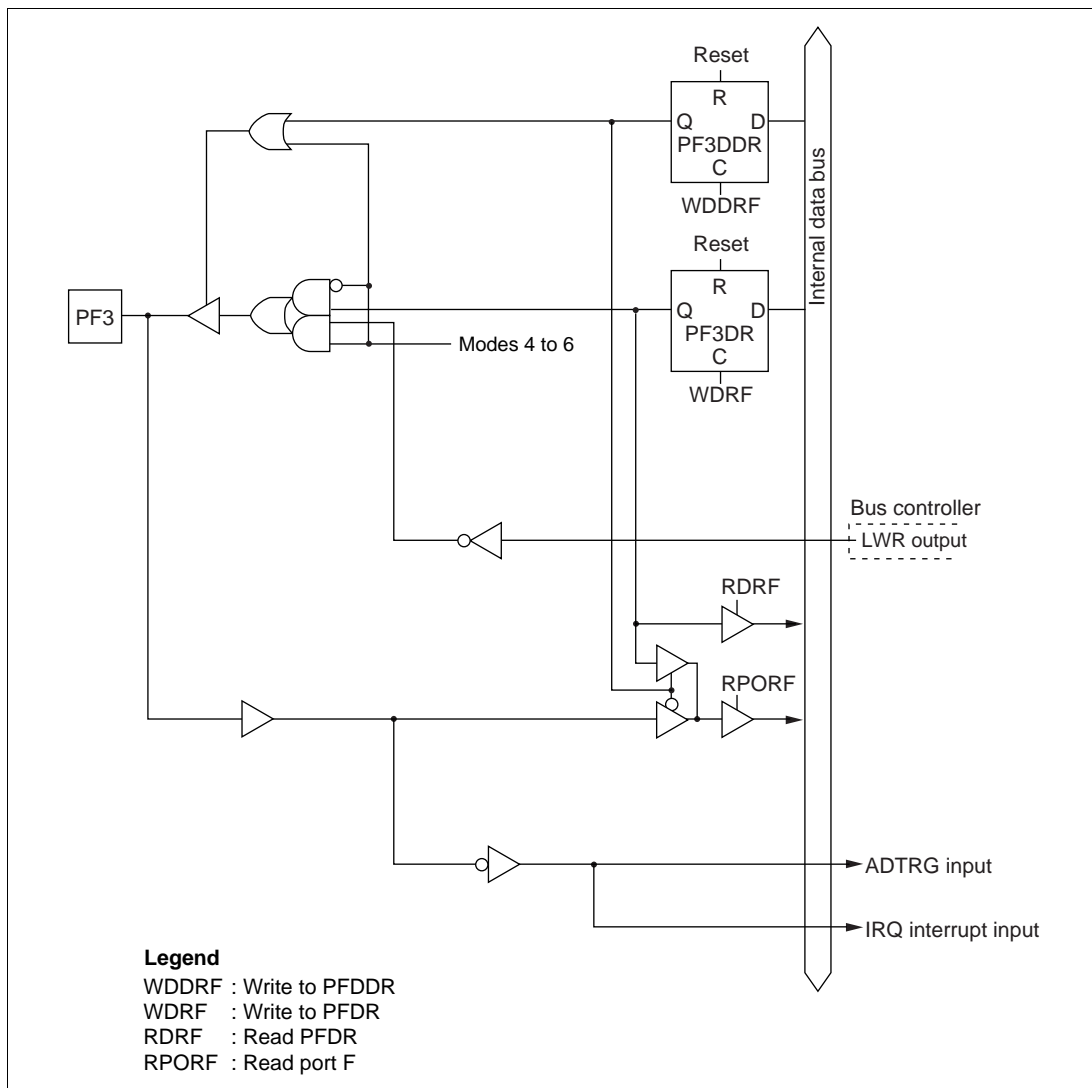 Reset
R
Q D
PF3DDR
C
WDDRF
Internal data bus
Reset
R
Q D
PF3DR
C
WDRF
PF3
Modes 4 to 6
Bus controller
LWR output
RDRF
RPORF
ADTRG input
IRQ interrupt input
Legend
WDDRF : Write to PFDDR
WDRF : Write to PFDR
RDRF : Read PFDR
RPORF : Read port F